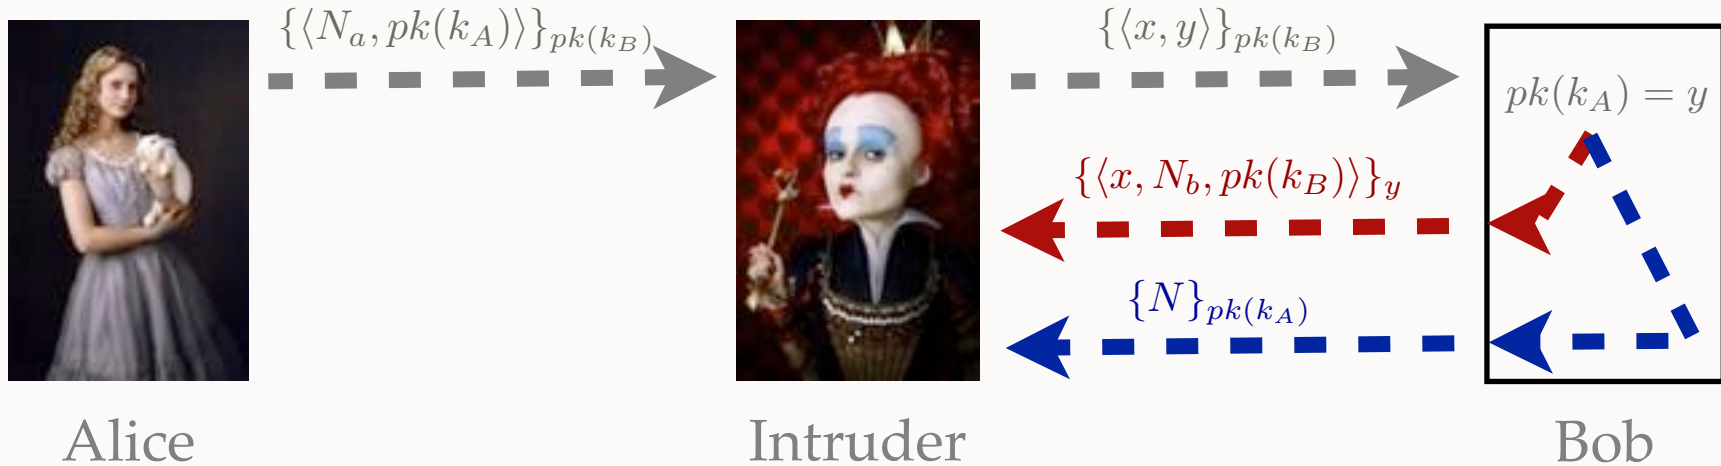 {⟨N_a, pk(k_A)⟩}_{pk(k_B)}
{⟨x, y⟩}_{pk(k_B)}
pk(k_A) = y
{⟨x, N_b, pk(k_B)⟩}_y
{N}_{pk(k_A)}
Alice
Intruder
Bob